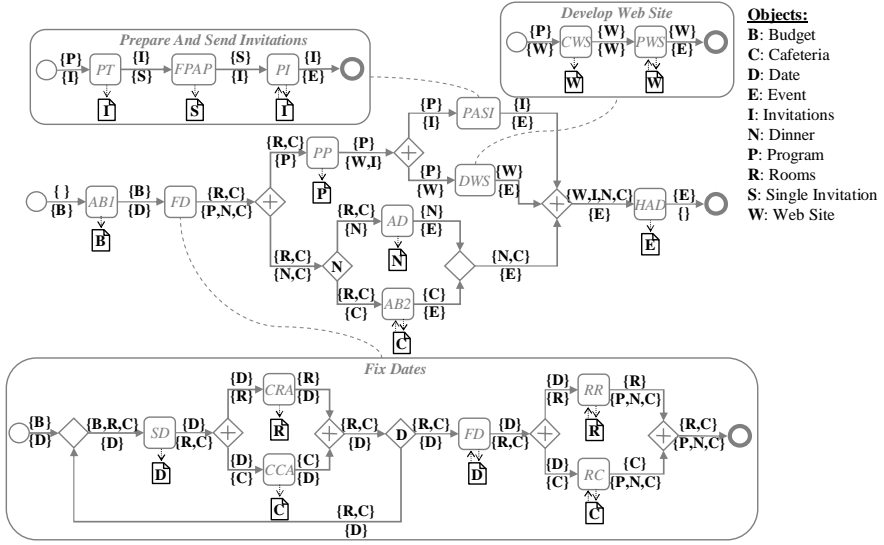 Prepare And Send Invitations
{P} {I} {S} {I}
PT FPAP PI
{I} {S} {I} {E}
I S I
Develop Web Site
{P} {W} {W}
CWS PWS
{W} {W} {E}
W W
Objects:
B: Budget
C: Cafeteria
D: Date
E: Event
I: Invitations
N: Dinner
P: Program
R: Rooms
S: Single Invitation
W: Web Site
{P} PASI {I}
{I} {E}
{R,C} PP {P}
{P} {W,I}
P
{P} DWS {W}
{W} {E}
{ } AB1 {B} FD {R,C}
{B} {D} {P,N,C}
B
{R,C} AD {N}
{N} {E}
N
{W,I,N,C} HAD {E}
{E} {}
E
{R,C} N {N,C}
{N,C} {E}
{R,C} AB2 {C}
{C} {E}
C
Fix Dates
{D} CRA {R}
{R} {D}
R
{D} RR {R}
{R} {P,N,C}
R
{B} {B,R,C} SD {D} {R,C} D {R,C} FD {D} {R,C}
{D} {D} {R,C} {D} {D} {R,C} {P,N,C}
D D
{D} CCA {C}
{C} {D}
C
{D} RC {C}
{C} {P,N,C}
C
{R,C}
{D}